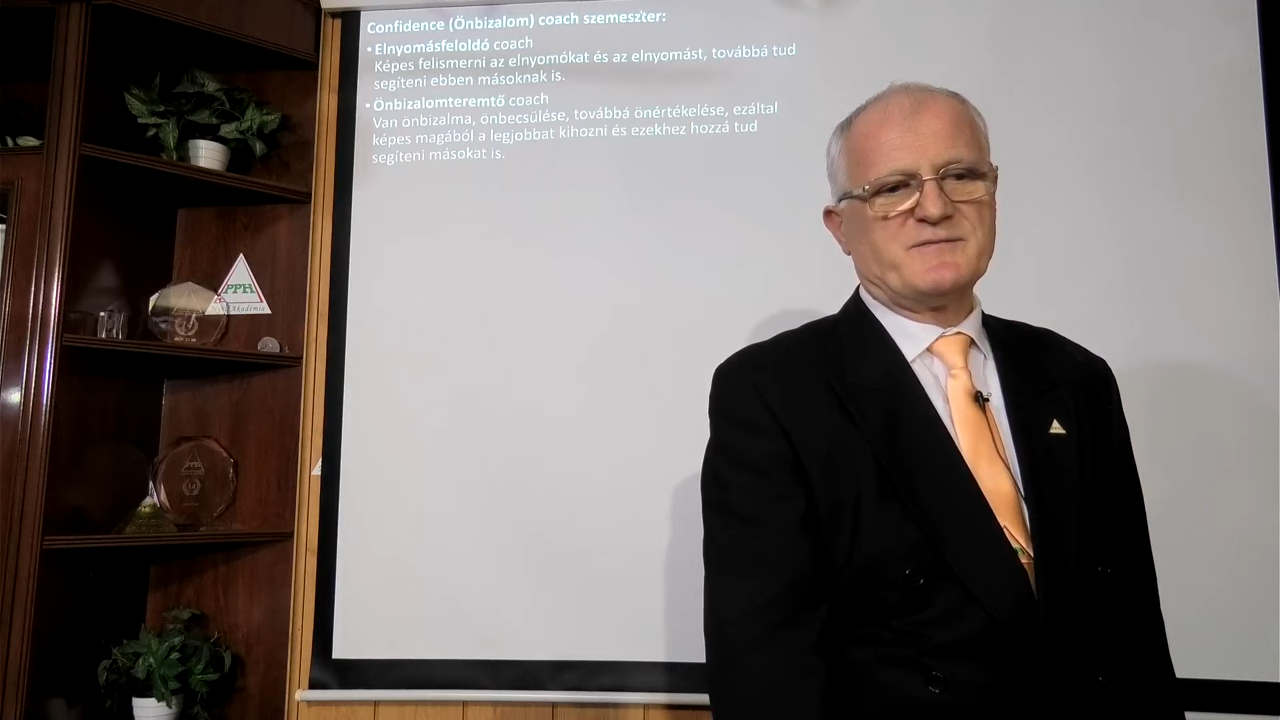 Confidence (Önbizalom) coach szemeszter:
• Elnyomásfeloldó coach
Képes felismerni az elnyomókat és az elnyomást, továbbá tud
segíteni ebben másoknak is.
• Önbizalomteremtő coach
Van önbizalma, önbecsülése, továbbá önértékelése, ezáltal
képes magából a legjobbat kihozni és ezekhez hozzá tud
segíteni másokat is.
PPH
Akadémia
PPH